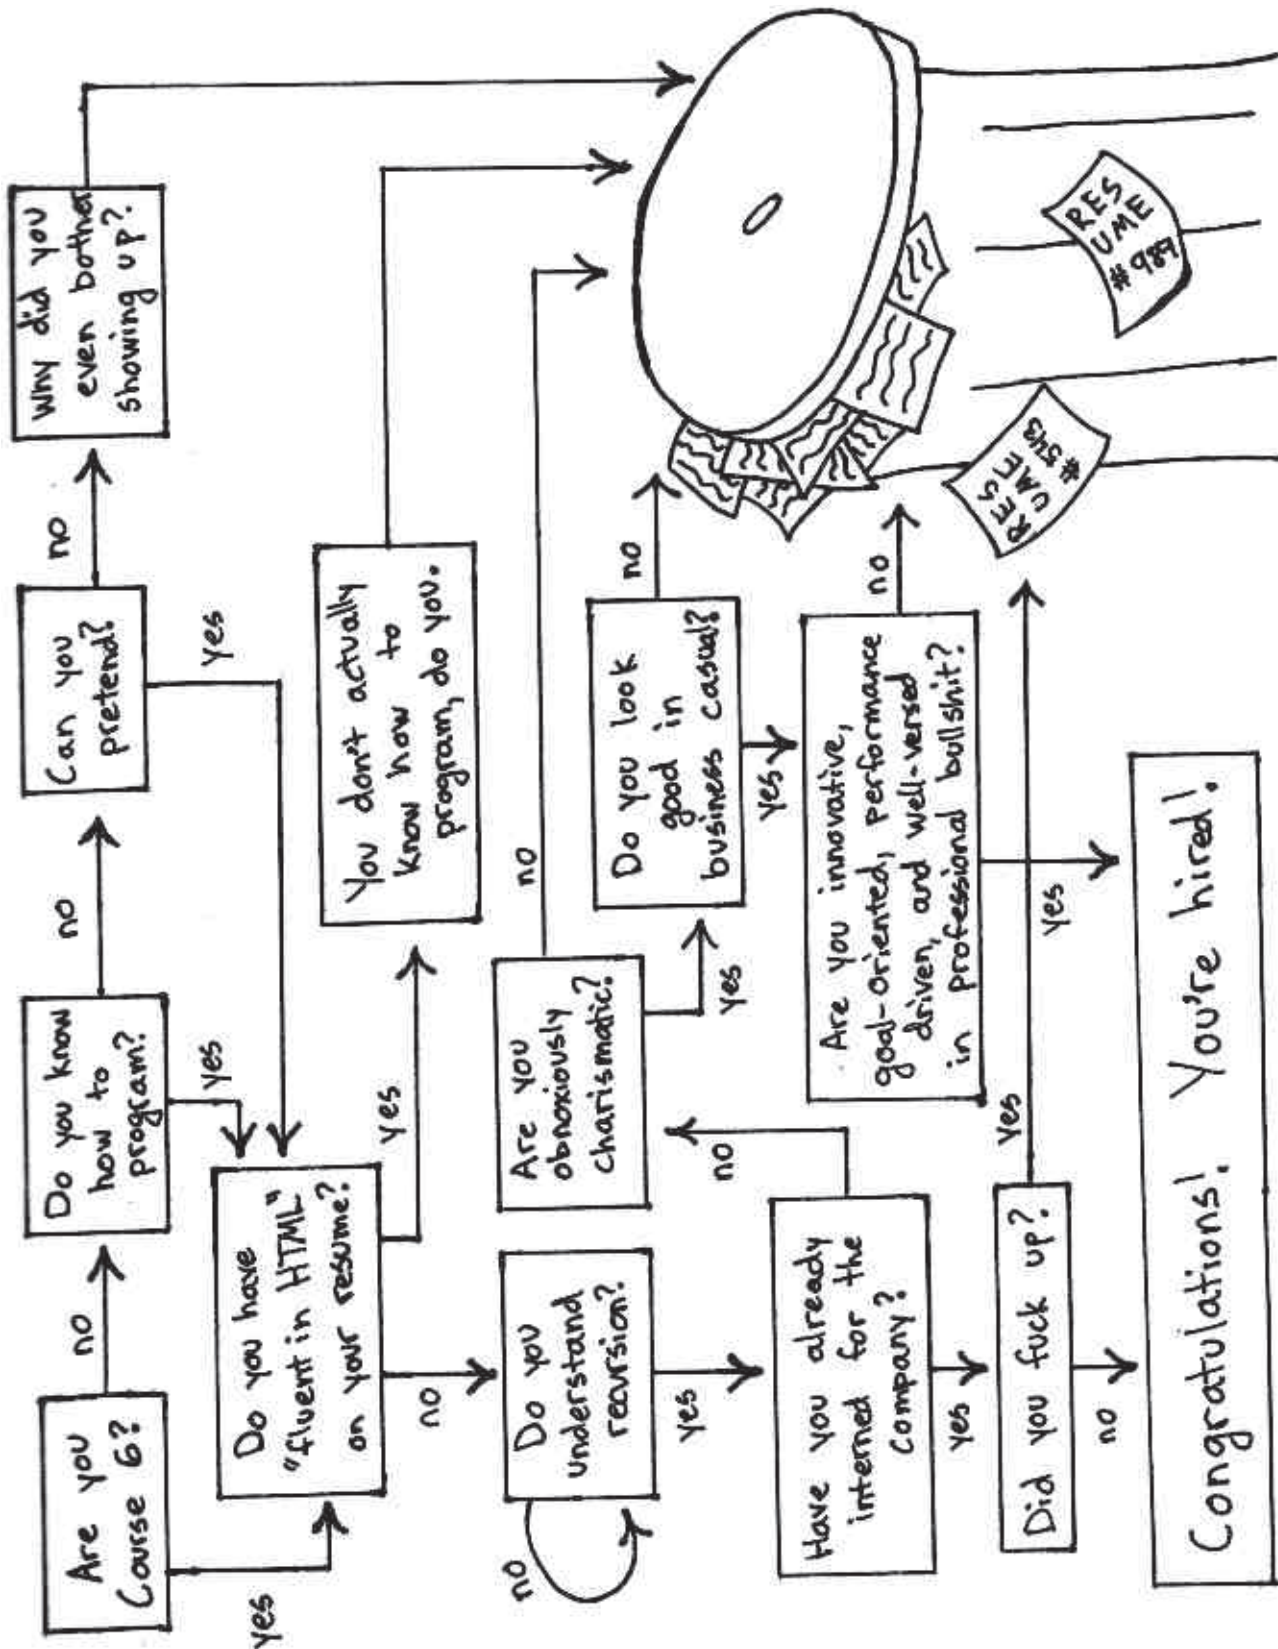 Are you
Course 6?
no
Do you know
how to
program?
no
Can you
pretend?
no
Why did you
even bother
showing up?
yes
yes
yes
Do you have
"fluent in HTML"
on your resume?
yes
You don't actually
know how to
program, do you.
no
no
Do you
understand
recursion?
yes
Are you
obnoxiously
charismatic?
no
yes
Do you look
good in
business casual?
no
yes
Have you already
interned for the
company?
no
yes
Are you innovative,
goal-oriented, performance
driven, and well-versed
in professional bullshit?
no
yes
Did you fuck up?
yes
no
Congratulations! You're hired!
RES
UME
#543
RES
UME
#989